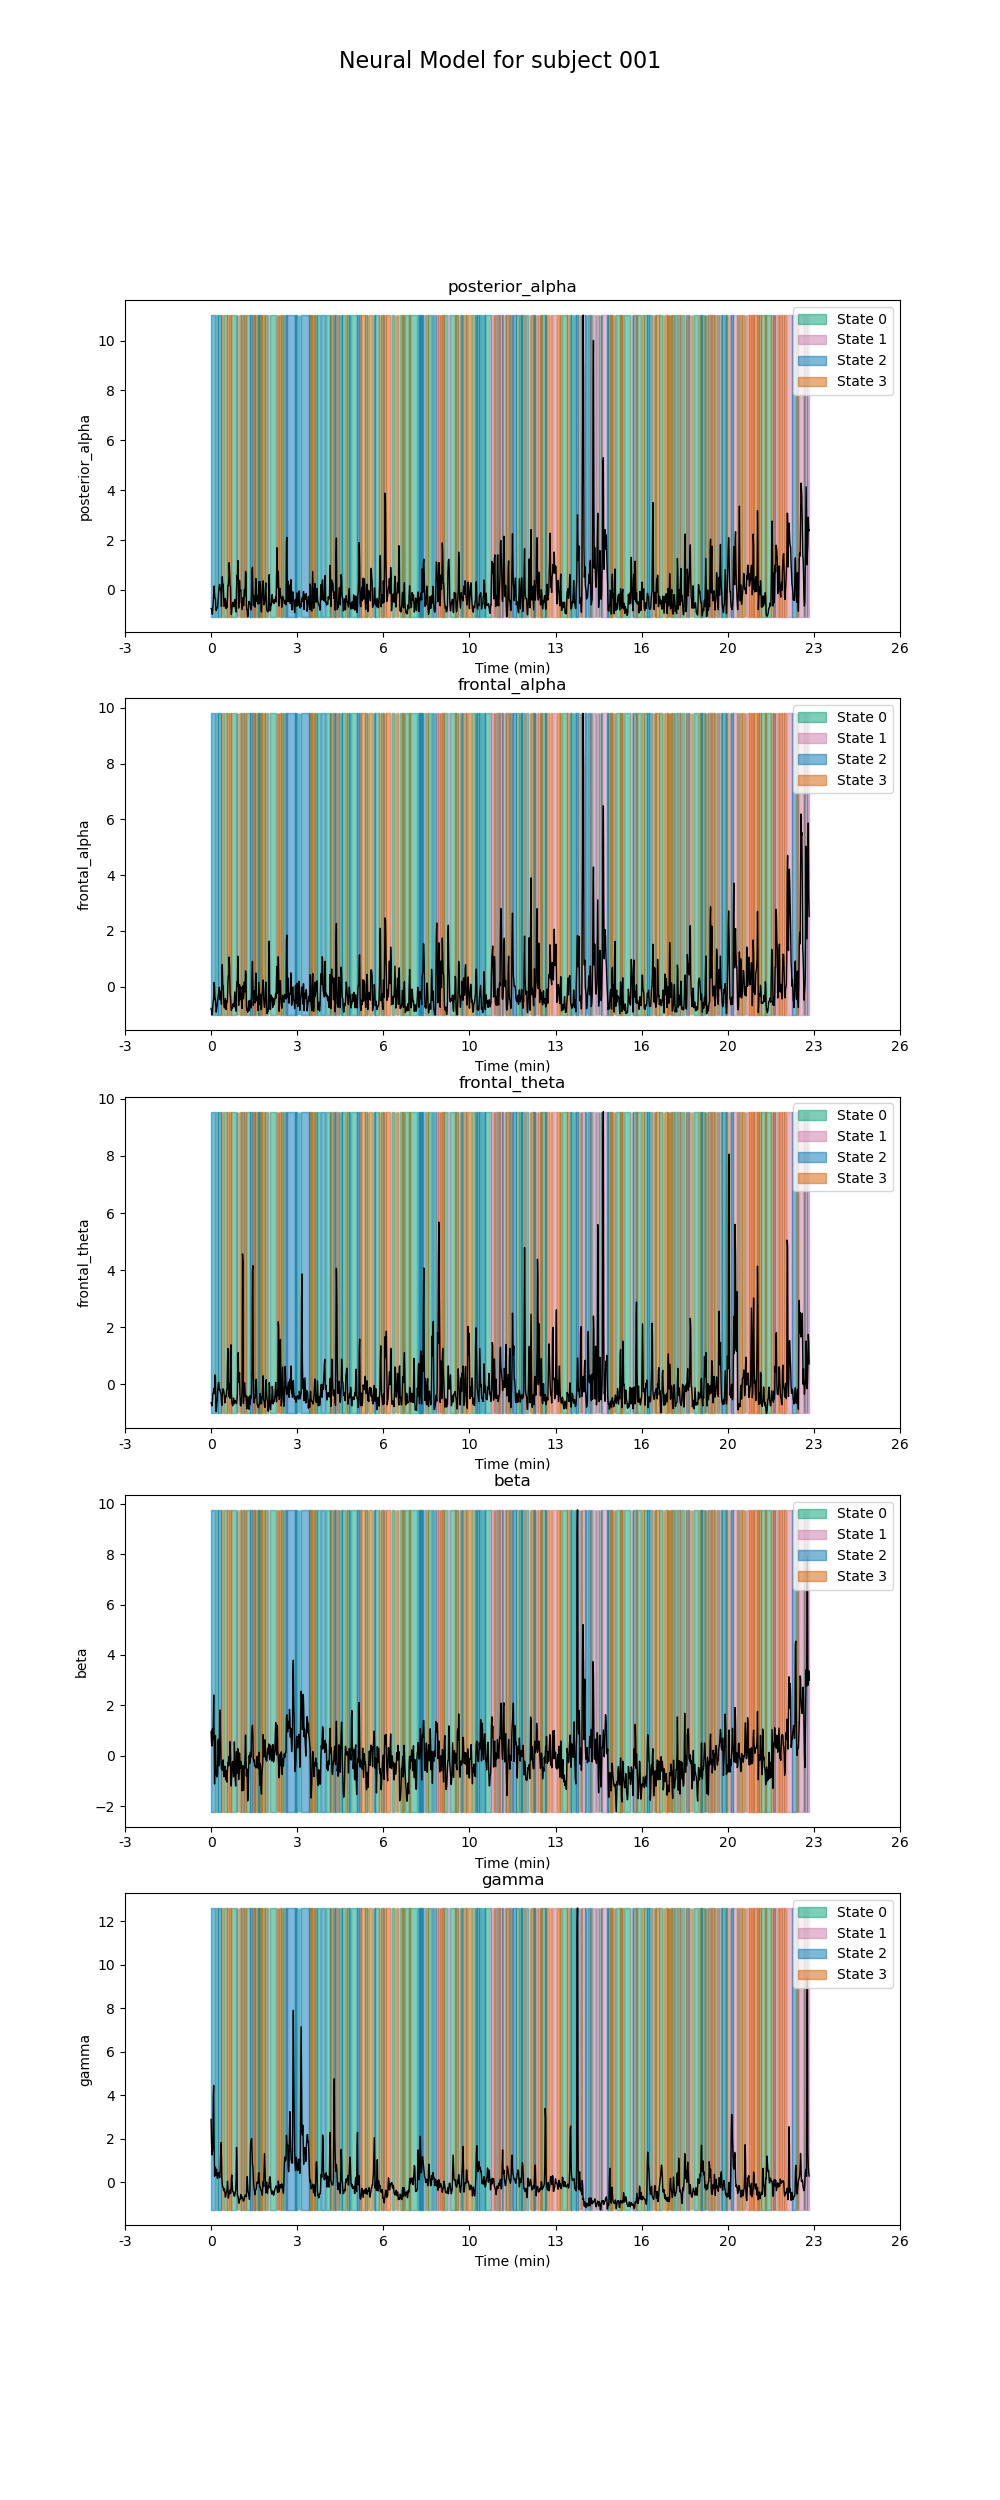 Neural Model for subject 001
posterior_alpha
posterior_alpha
10
8
6
4
2
0
State 0
State 1
State 2
State 3
-3 0 3 6 10 13 16 20 23 26
Time (min)
frontal_alpha
frontal_alpha
10
8
6
4
2
0
State 0
State 1
State 2
State 3
-3 0 3 6 10 13 16 20 23 26
Time (min)
frontal_theta
frontal_theta
10
8
6
4
2
0
State 0
State 1
State 2
State 3
-3 0 3 6 10 13 16 20 23 26
Time (min)
beta
beta
10
8
6
4
2
0
−2
State 0
State 1
State 2
State 3
-3 0 3 6 10 13 16 20 23 26
Time (min)
gamma
gamma
12
10
8
6
4
2
0
State 0
State 1
State 2
State 3
-3 0 3 6 10 13 16 20 23 26
Time (min)